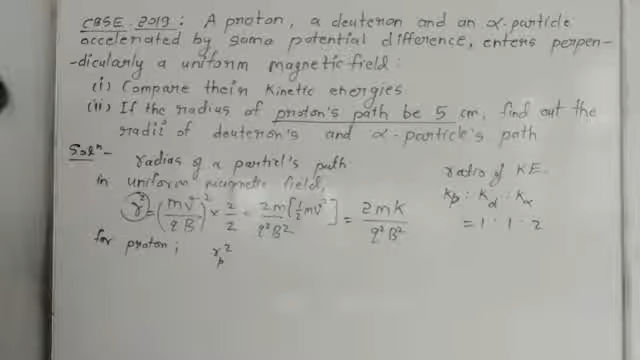 CBSE 2019: A proton, a deuteron and an α-particle
accelerated by same potential difference, enters perpen-
-dicularly a uniform magnetic field:
(i) Compare their kinetic energies
(ii) If the radius of proton's path be 5 cm, find out the
radii of deuteron's and α-particle's path
Solⁿ- radius of a particl's path
in uniform magnetic field,
r² = (mv/qB)² × 2/2 = 2m[½mv²]/q²B² = 2mK/q²B²
for proton; rₚ²
ratio of KE.
Kₚ : K_d : K_α
= 1 : 1 : 2